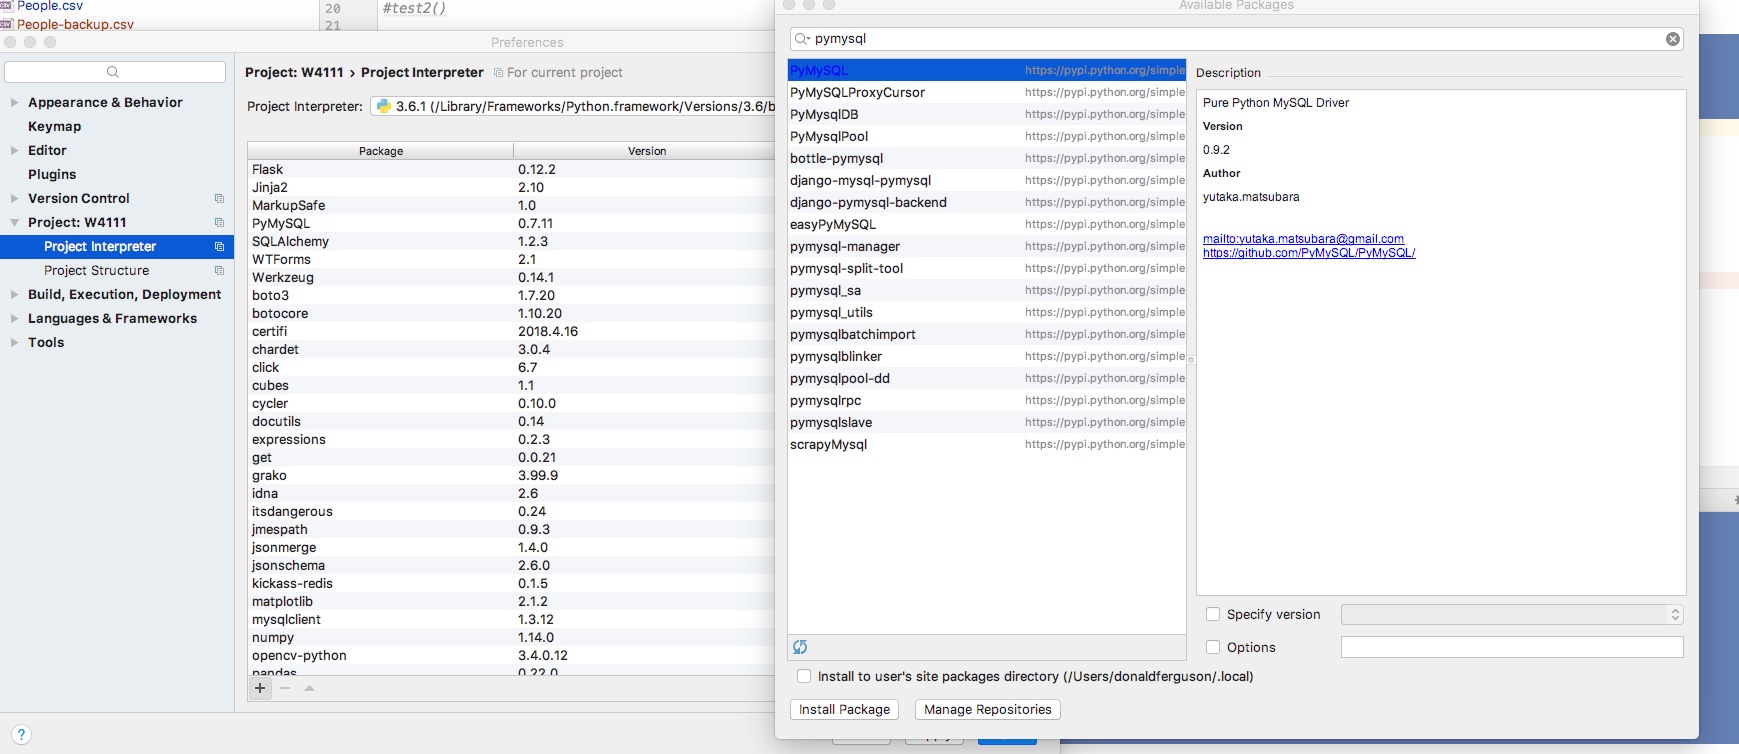 People.csv
People-backup.csv
20
21
#test2()
Preferences
Appearance & Behavior
Keymap
Editor
Plugins
Version Control
Project: W4111
Project Interpreter
Project Structure
Build, Execution, Deployment
Languages & Frameworks
Tools
?
Project: W4111 › Project Interpreter For current project
Project Interpreter: 3.6.1 (/Library/Frameworks/Python.framework/Versions/3.6/b
Package Version
Flask 0.12.2
Jinja2 2.10
MarkupSafe 1.0
PyMySQL 0.7.11
SQLAlchemy 1.2.3
WTForms 2.1
Werkzeug 0.14.1
boto3 1.7.20
botocore 1.10.20
certifi 2018.4.16
chardet 3.0.4
click 6.7
cubes 1.1
cycler 0.10.0
docutils 0.14
expressions 0.2.3
get 0.0.21
grako 3.99.9
idna 2.6
itsdangerous 0.24
jmespath 0.9.3
jsonmerge 1.4.0
jsonschema 2.6.0
kickass-redis 0.1.5
matplotlib 2.1.2
mysqlclient 1.3.12
numpy 1.14.0
opencv-python 3.4.0.12
pandas 0.22.0
Available Packages
pymysql
PyMySQL https://pypi.python.org/simple
PyMySQLProxyCursor https://pypi.python.org/simple
PyMysqlDB https://pypi.python.org/simple
PyMysqlPool https://pypi.python.org/simple
bottle-pymysql https://pypi.python.org/simple
django-mysql-pymysql https://pypi.python.org/simple
django-pymysql-backend https://pypi.python.org/simple
easyPyMySQL https://pypi.python.org/simple
pymysql-manager https://pypi.python.org/simple
pymysql-split-tool https://pypi.python.org/simple
pymysql_sa https://pypi.python.org/simple
pymysql_utils https://pypi.python.org/simple
pymysqlbatchimport https://pypi.python.org/simple
pymysqlblinker https://pypi.python.org/simple
pymysqlpool-dd https://pypi.python.org/simple
pymysqlrpc https://pypi.python.org/simple
pymysqlslave https://pypi.python.org/simple
scrapyMysql https://pypi.python.org/simple
Description
Pure Python MySQL Driver
Version
0.9.2
Author
yutaka.matsubara
mailto:yutaka.matsubara@gmail.com
https://github.com/PyMySQL/PyMySQL/
Specify version
Options
Install to user's site packages directory (/Users/donaldferguson/.local)
Install Package
Manage Repositories